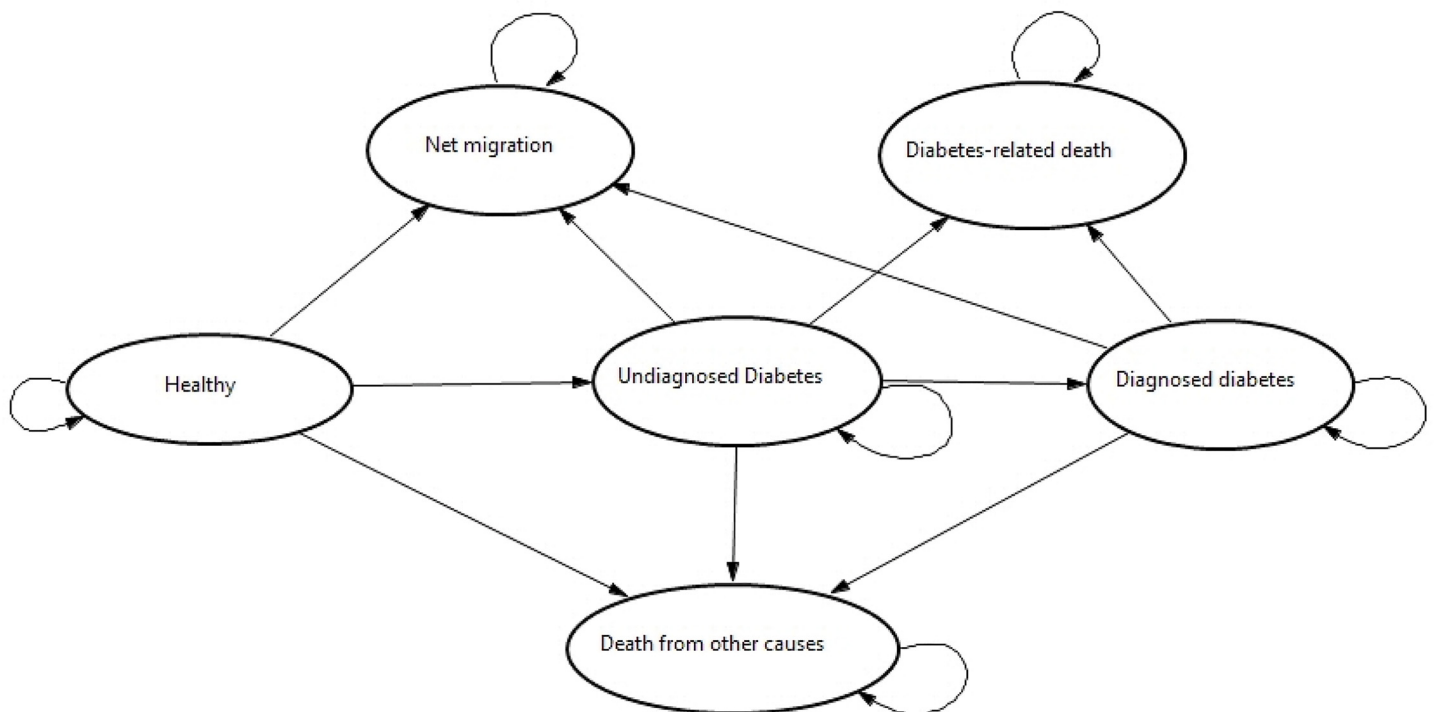 Net migration
Diabetes-related death
Healthy
Undiagnosed Diabetes
Diagnosed diabetes
Death from other causes